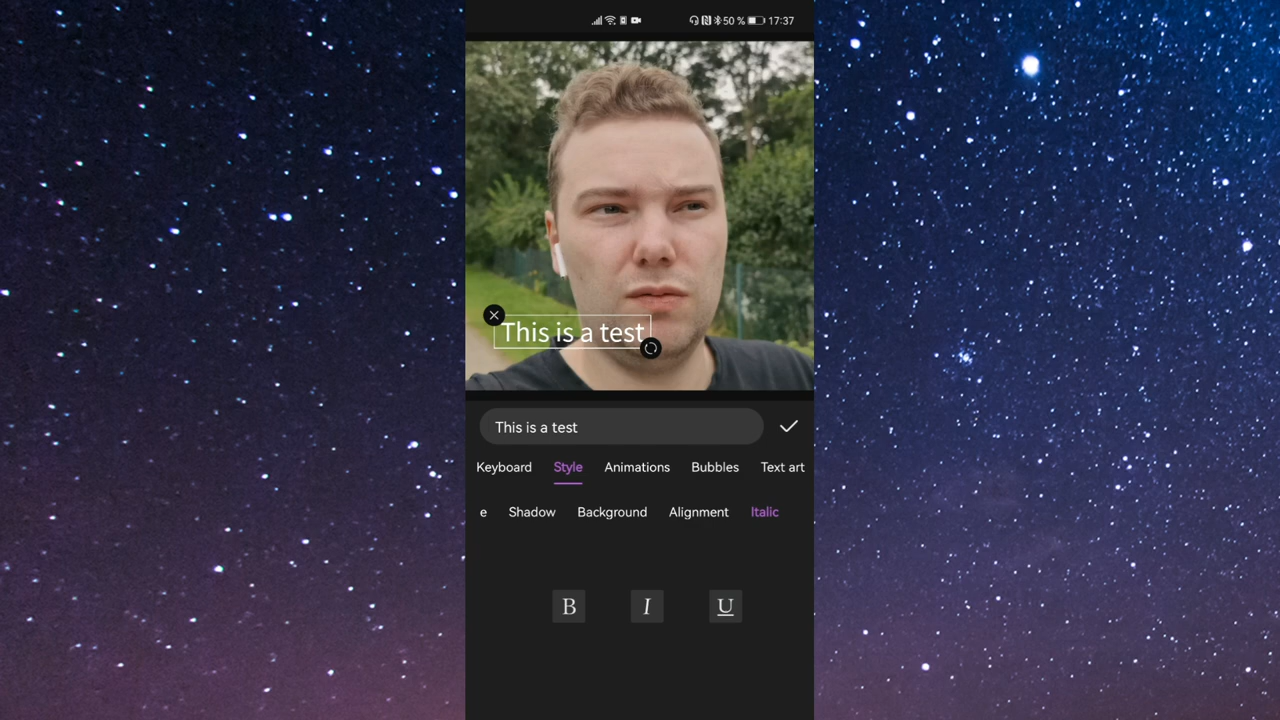 50 % 17:37
This is a test
This is a test
Keyboard Style Animations Bubbles Text art
e Shadow Background Alignment Italic
B I U